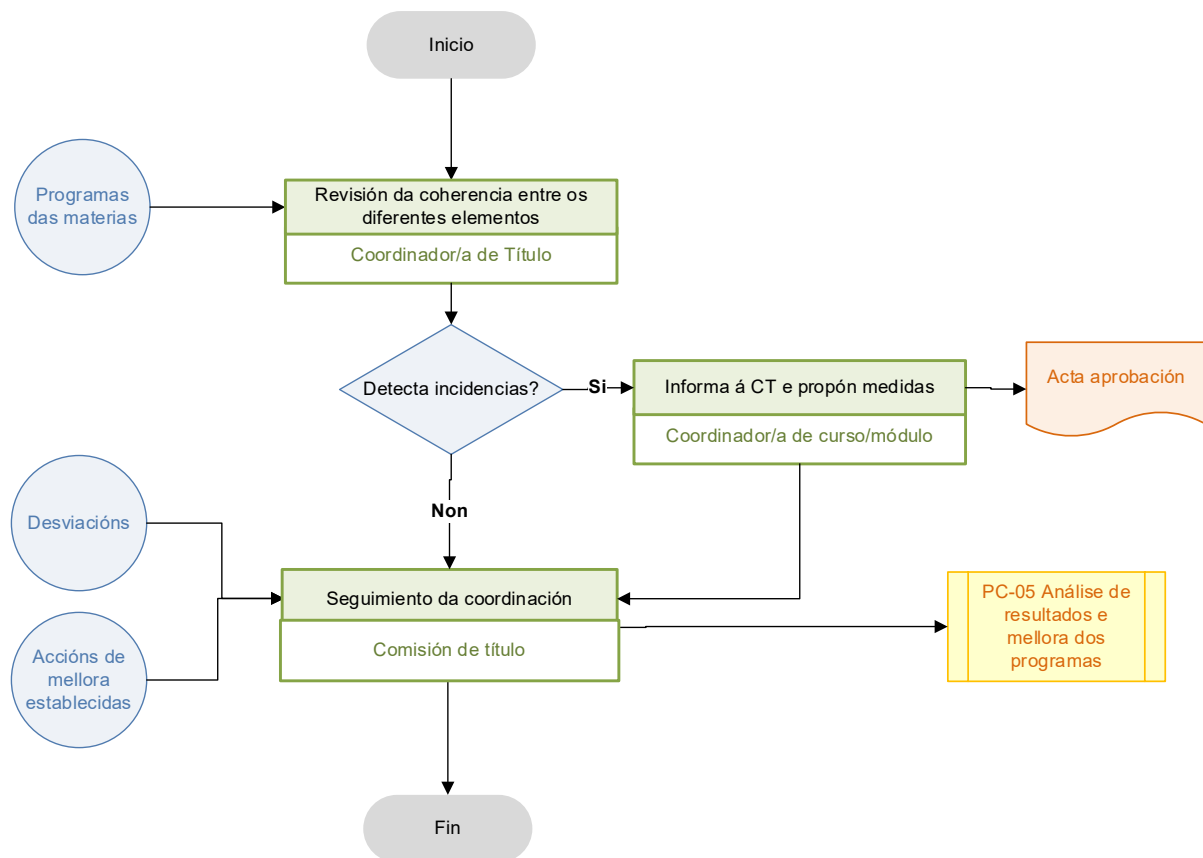 Inicio
Programas
das materias
Revisión da coherencia entre os
diferentes elementos
Coordinador/a de Título
Detecta incidencias?
Si
Informa á CT e propón medidas
Coordinador/a de curso/módulo
Acta aprobación
Non
Desviacións
Accións de
mellora
establecidas
Seguimiento da coordinación
Comisión de título
PC-05 Análise de
resultados e
mellora dos
programas
Fin